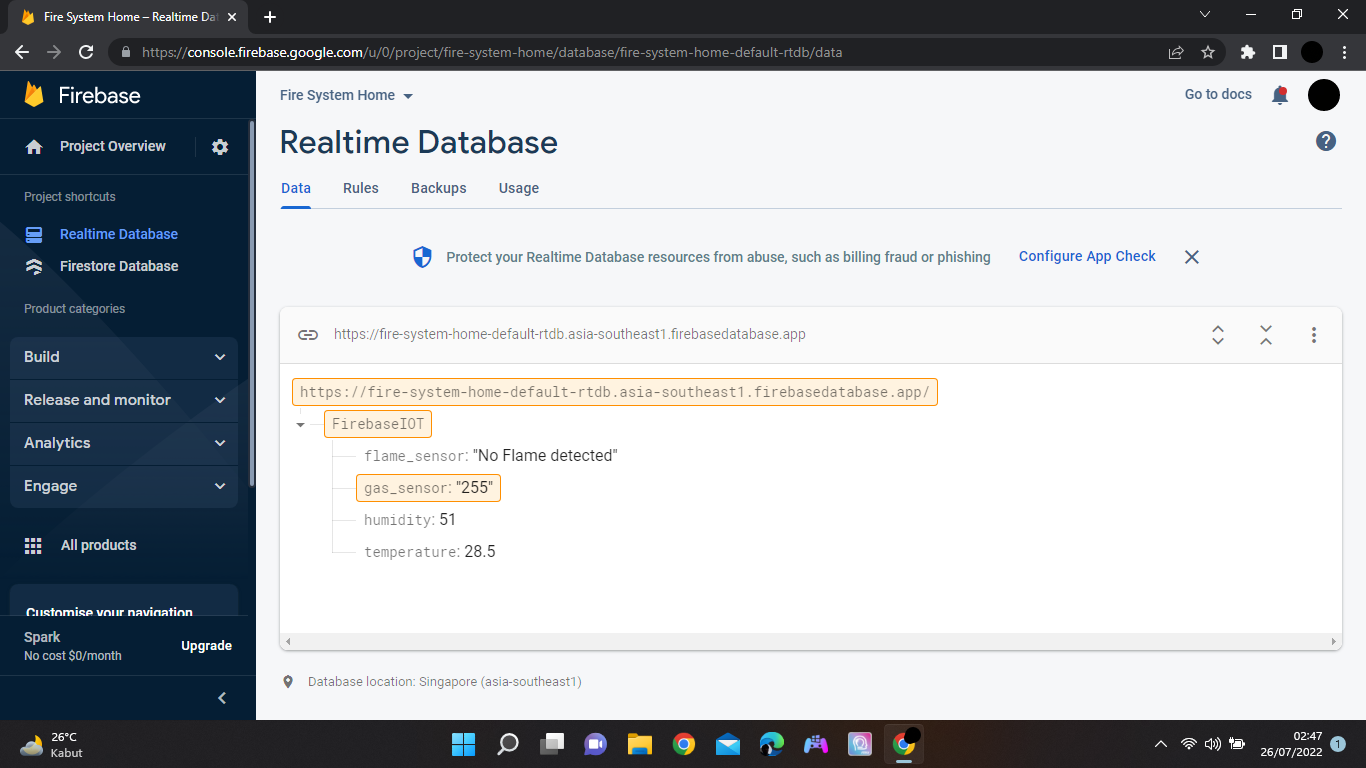 Fire System Home – Realtime Dat
https://console.firebase.google.com/u/0/project/fire-system-home/database/fire-system-home-default-rtdb/data
Firebase
Project Overview
Project shortcuts
Realtime Database
Firestore Database
Product categories
Build
Release and monitor
Analytics
Engage
All products
Customise your navigation
Spark
No cost $0/month
Upgrade
Fire System Home
Go to docs
Realtime Database
Data Rules Backups Usage
Protect your Realtime Database resources from abuse, such as billing fraud or phishing Configure App Check
https://fire-system-home-default-rtdb.asia-southeast1.firebasedatabase.app
https://fire-system-home-default-rtdb.asia-southeast1.firebasedatabase.app/
FirebaseIOT
flame_sensor: "No Flame detected"
gas_sensor: "255"
humidity: 51
temperature: 28.5
Database location: Singapore (asia-southeast1)
26°C
Kabut
02:47
26/07/2022
1